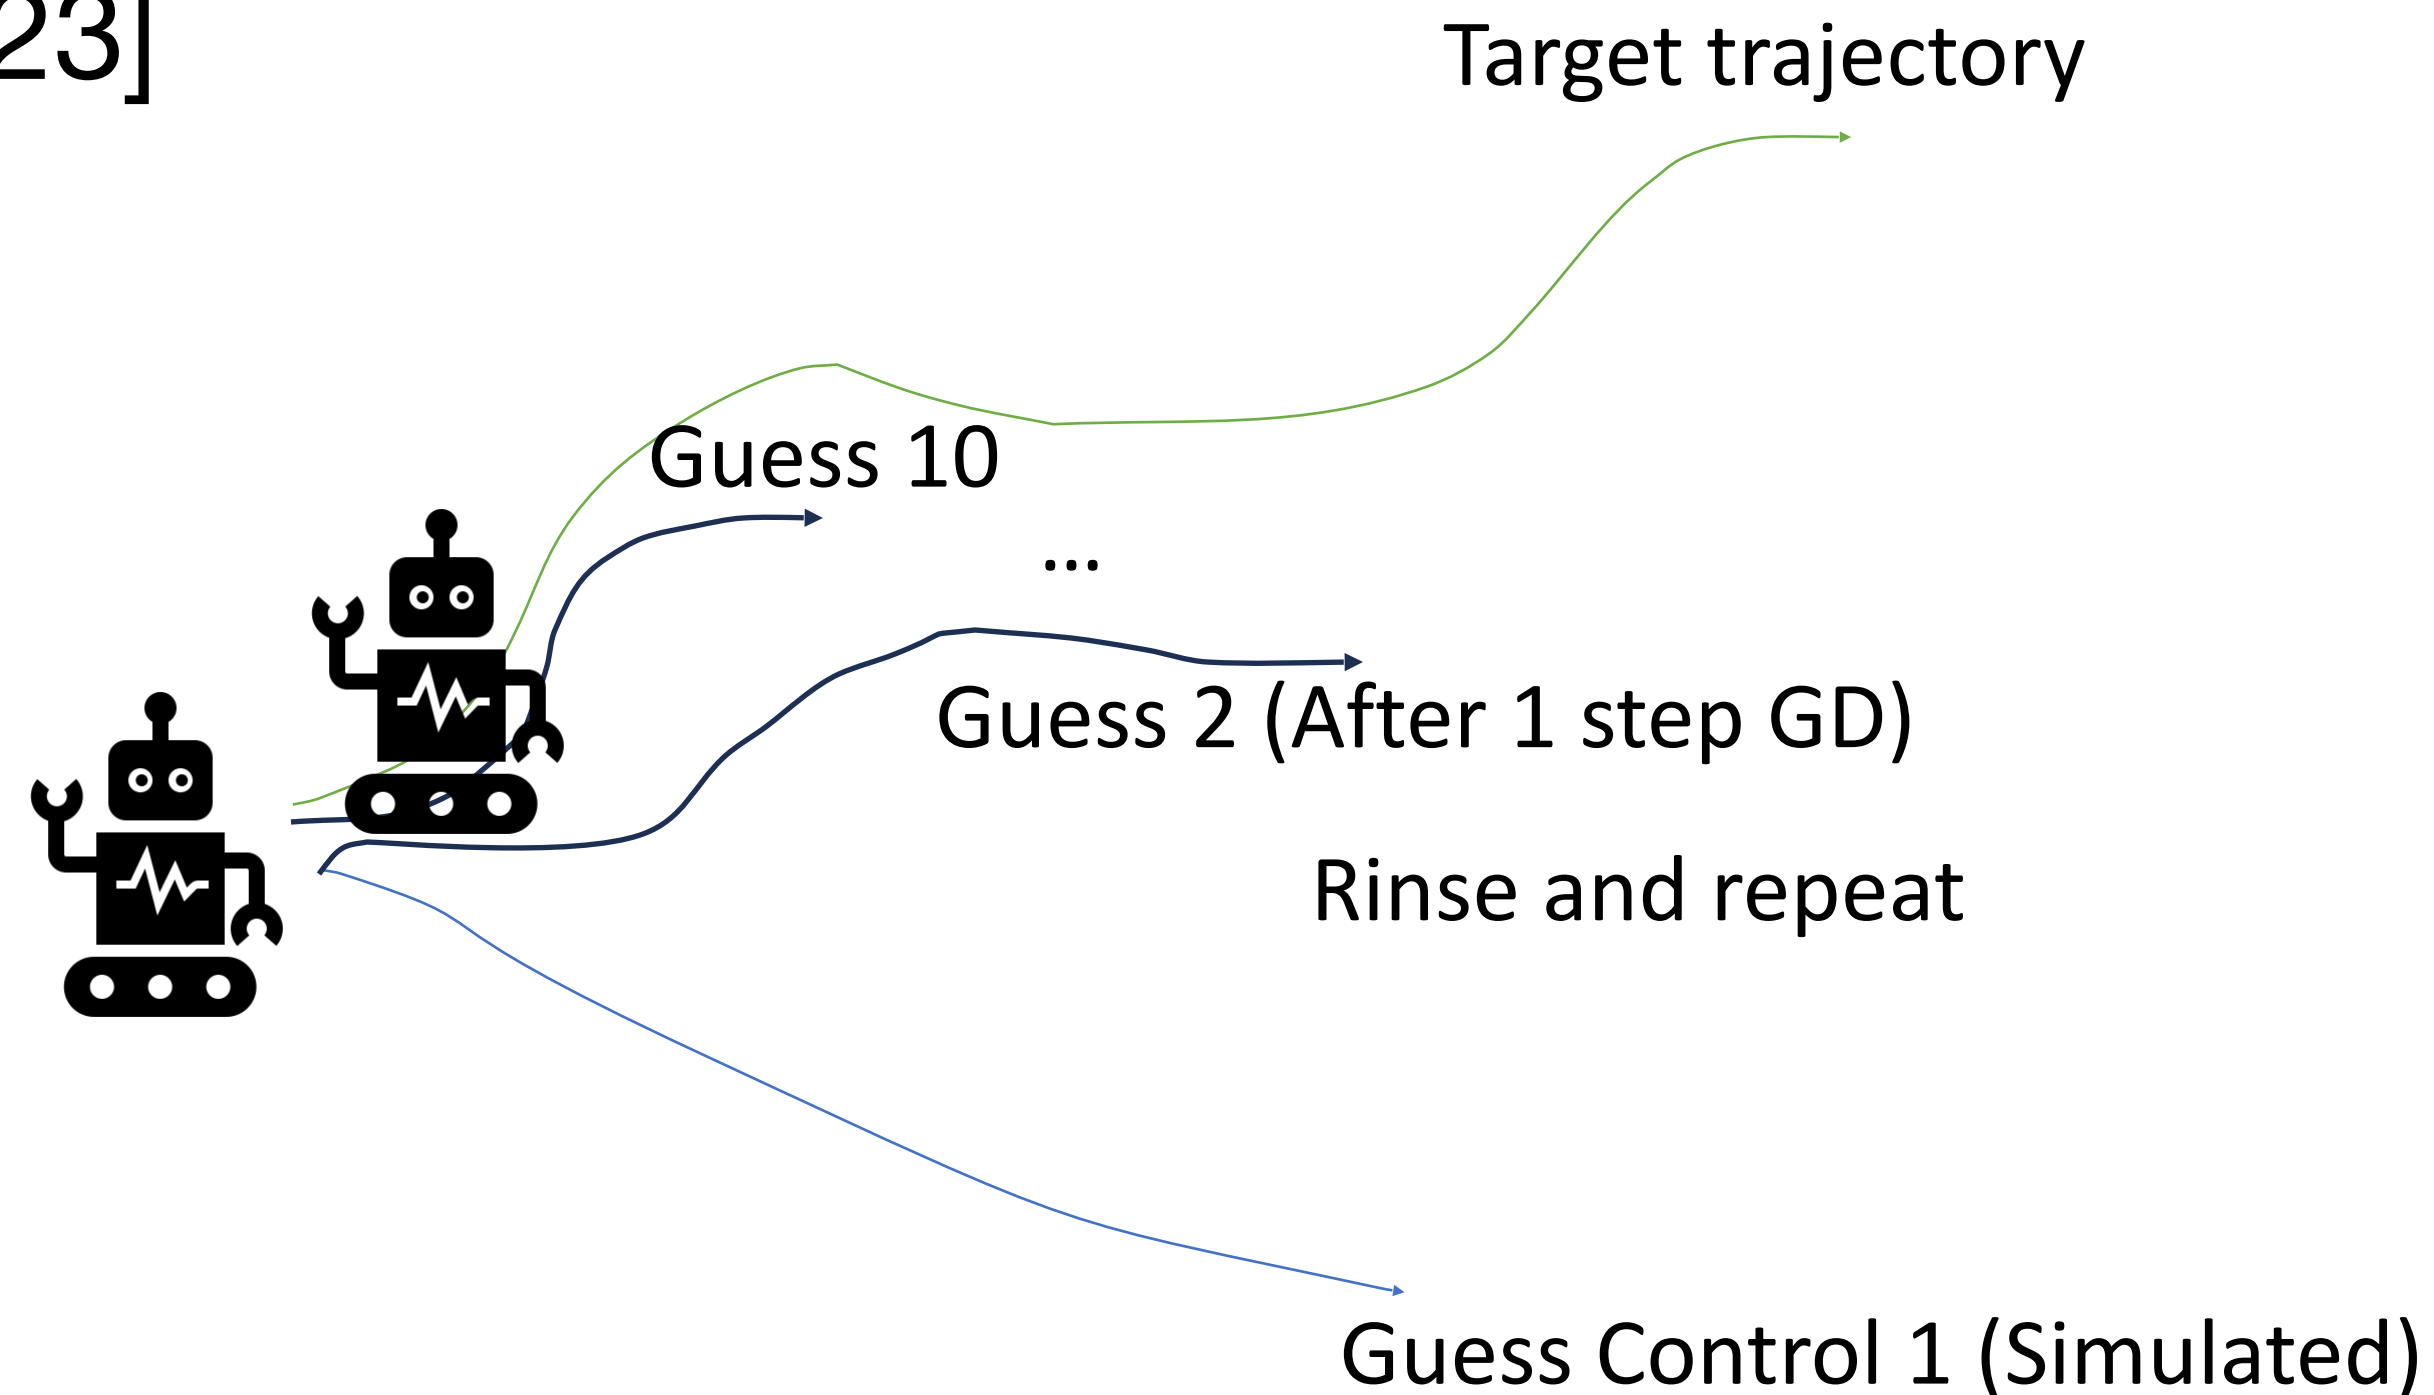 23]
Target trajectory
Guess 10
...
Guess 2 (After 1 step GD)
Rinse and repeat
Guess Control 1 (Simulated)